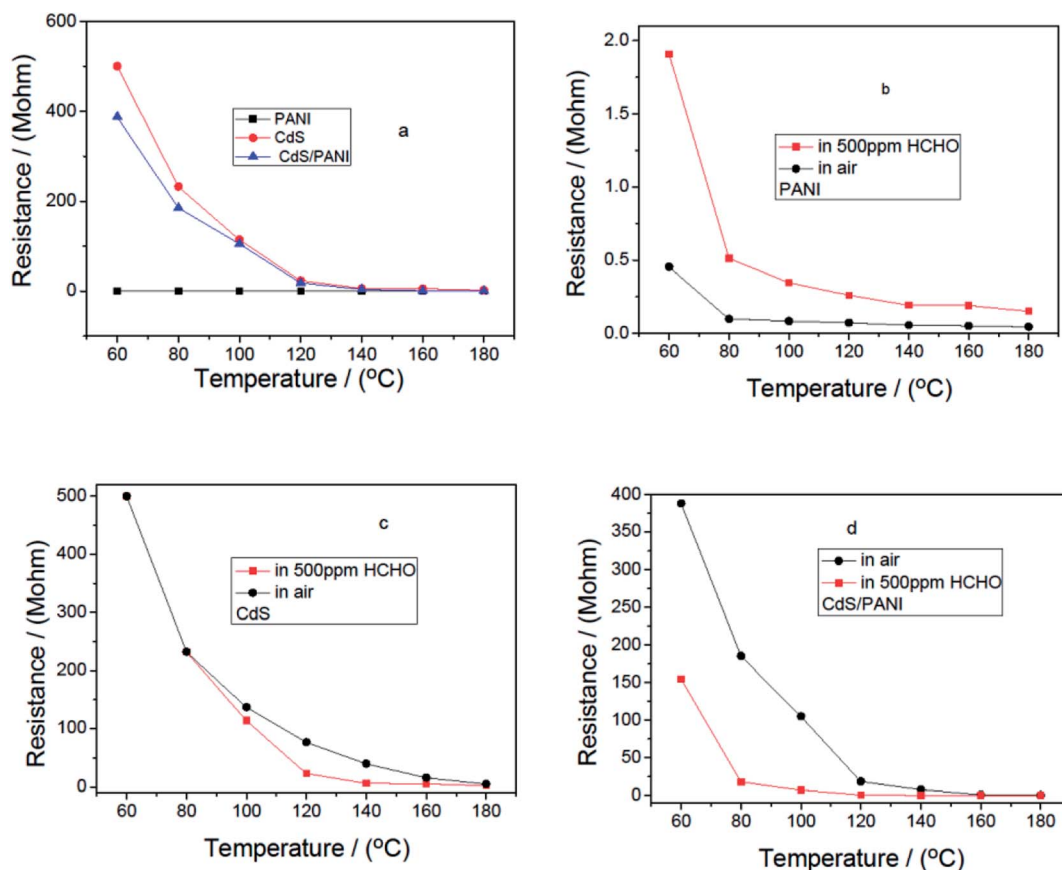 600
400
200
0
Resistance / (Mohm)
PANI
CdS
CdS/PANI
a
60 80 100 120 140 160 180
Temperature / (ºC)
2.0
1.5
1.0
0.5
0.0
Resistance / (Mohm)
b
in 500ppm HCHO
in air
PANI
60 80 100 120 140 160 180
Temperature / (ºC)
500
400
300
200
100
0
Resistance / (Mohm)
c
in 500ppm HCHO
in air
CdS
60 80 100 120 140 160 180
Temperature / (ºC)
400
350
300
250
200
150
100
50
0
Resistance / (Mohm)
d
in air
in 500ppm HCHO
CdS/PANI
60 80 100 120 140 160 180
Temperature / (ºC)